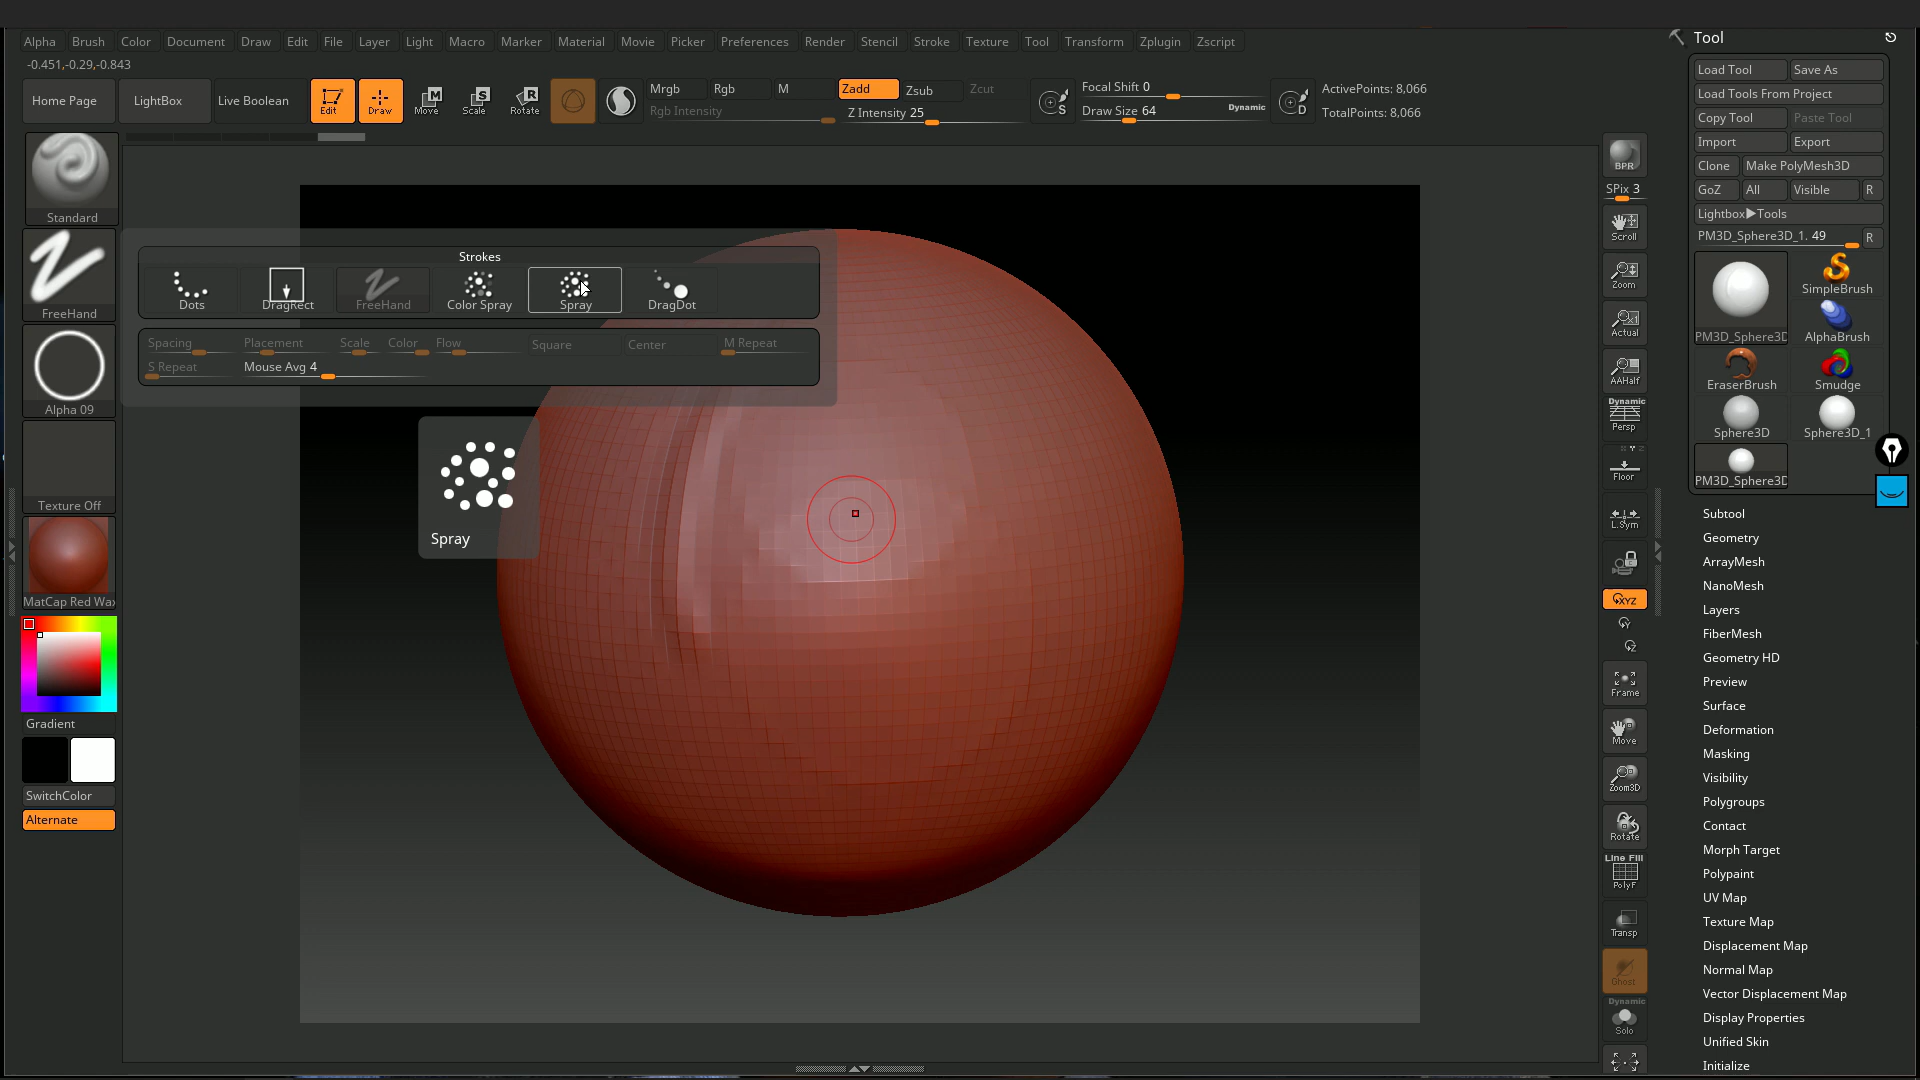 Alpha Brush Color Document Draw Edit File Layer Light Macro Marker Material Movie Picker Preferences Render Stencil Stroke Texture Tool Transform Zplugin Zscript
-0.451,-0.29,-0.843
Home Page LightBox Live Boolean Edit Draw Move Scale Rotate
M S R
Mrgb Rgb M Zadd Zsub Zcut
Rgb Intensity Z Intensity 25
S Focal Shift 0
Draw Size 64 Dynamic
D ActivePoints: 8,066
TotalPoints: 8,066
Standard
FreeHand
Alpha 09
Texture Off
MatCap Red Wax
Gradient
SwitchColor
Alternate
Strokes
Dots DragRect FreeHand Color Spray Spray DragDot
Spacing Placement Scale Color Flow Square Center M Repeat
S Repeat Mouse Avg 4
Spray
BPR
SPix 3
Scroll
Zoom
Actual
AAHalf
Dynamic
Persp
Floor
L.Sym
XYZ
Y
Z
Frame
Move
Zoom3D
Rotate
Line Fill
PolyF
Transp
Ghost
Dynamic
Solo
Tool
Load Tool Save As
Load Tools From Project
Copy Tool Paste Tool
Import Export
Clone Make PolyMesh3D
GoZ All Visible R
Lightbox▶Tools
PM3D_Sphere3D_1. 49 R
SimpleBrush
PM3D_Sphere3D AlphaBrush
EraserBrush Smudge
Sphere3D Sphere3D_1
PM3D_Sphere3D
Subtool
Geometry
ArrayMesh
NanoMesh
Layers
FiberMesh
Geometry HD
Preview
Surface
Deformation
Masking
Visibility
Polygroups
Contact
Morph Target
Polypaint
UV Map
Texture Map
Displacement Map
Normal Map
Vector Displacement Map
Display Properties
Unified Skin
Initialize